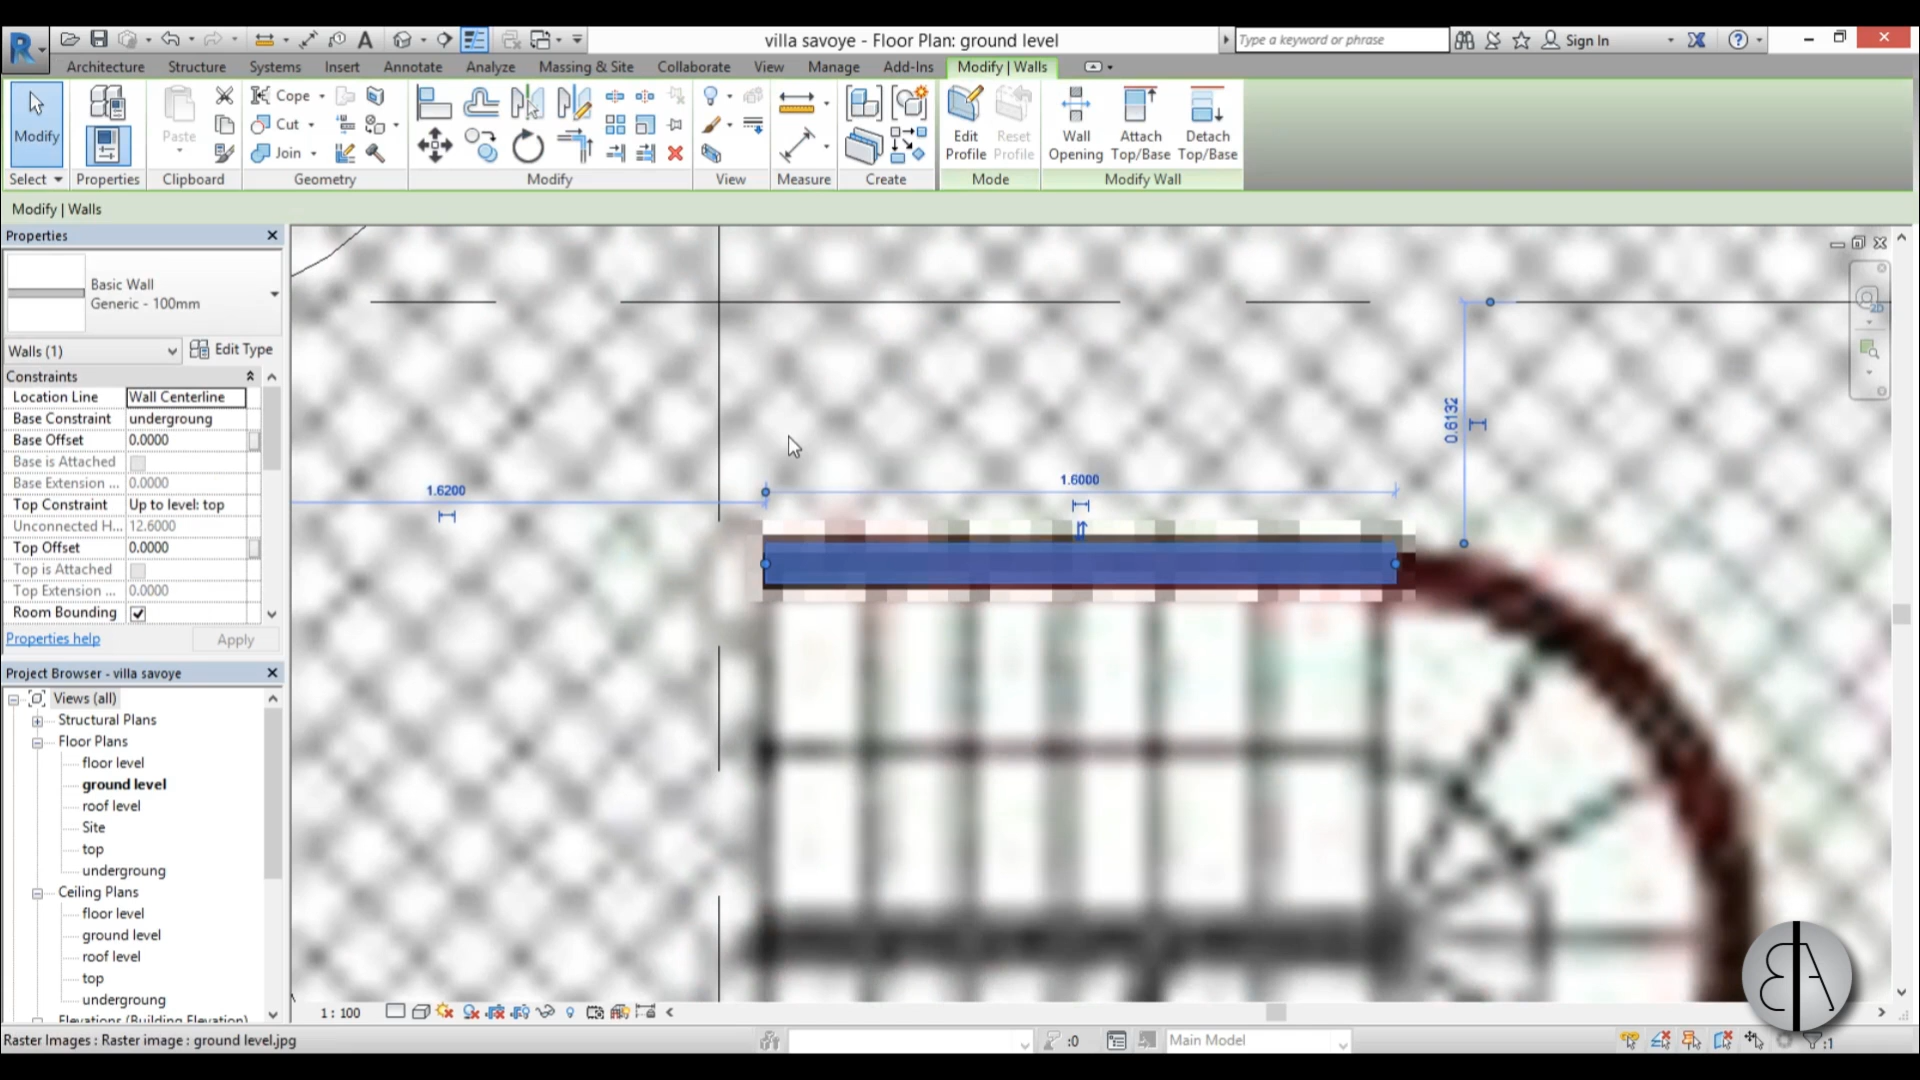 villa savoye - Floor Plan: ground level
Type a keyword or phrase
Sign In
Architecture Structure Systems Insert Annotate Analyze Massing & Site Collaborate View Manage Add-Ins Modify | Walls
Modify
Paste
Cope
Cut
Join
Edit Profile
Reset Profile
Wall Opening
Attach Top/Base
Detach Top/Base
Select Properties Clipboard Geometry Modify View Measure Create Mode Modify Wall
Modify | Walls
Properties
Basic Wall
Generic - 100mm
Walls (1) Edit Type
Constraints
Location Line Wall Centerline
Base Constraint undergroung
Base Offset 0.0000
Base is Attached
Base Extension ... 0.0000
Top Constraint Up to level: top
Unconnected H... 12.6000
Top Offset 0.0000
Top is Attached
Top Extension ... 0.0000
Room Bounding
Properties help Apply
Project Browser - villa savoye
Views (all)
Structural Plans
Floor Plans
floor level
ground level
roof level
Site
top
undergroung
Ceiling Plans
floor level
ground level
roof level
top
undergroung
Elevations (Building Elevation)
1.6200
1.6000
0.6132
2D
1 : 100
Raster Images : Raster image : ground level.jpg
:0
Main Model
:1